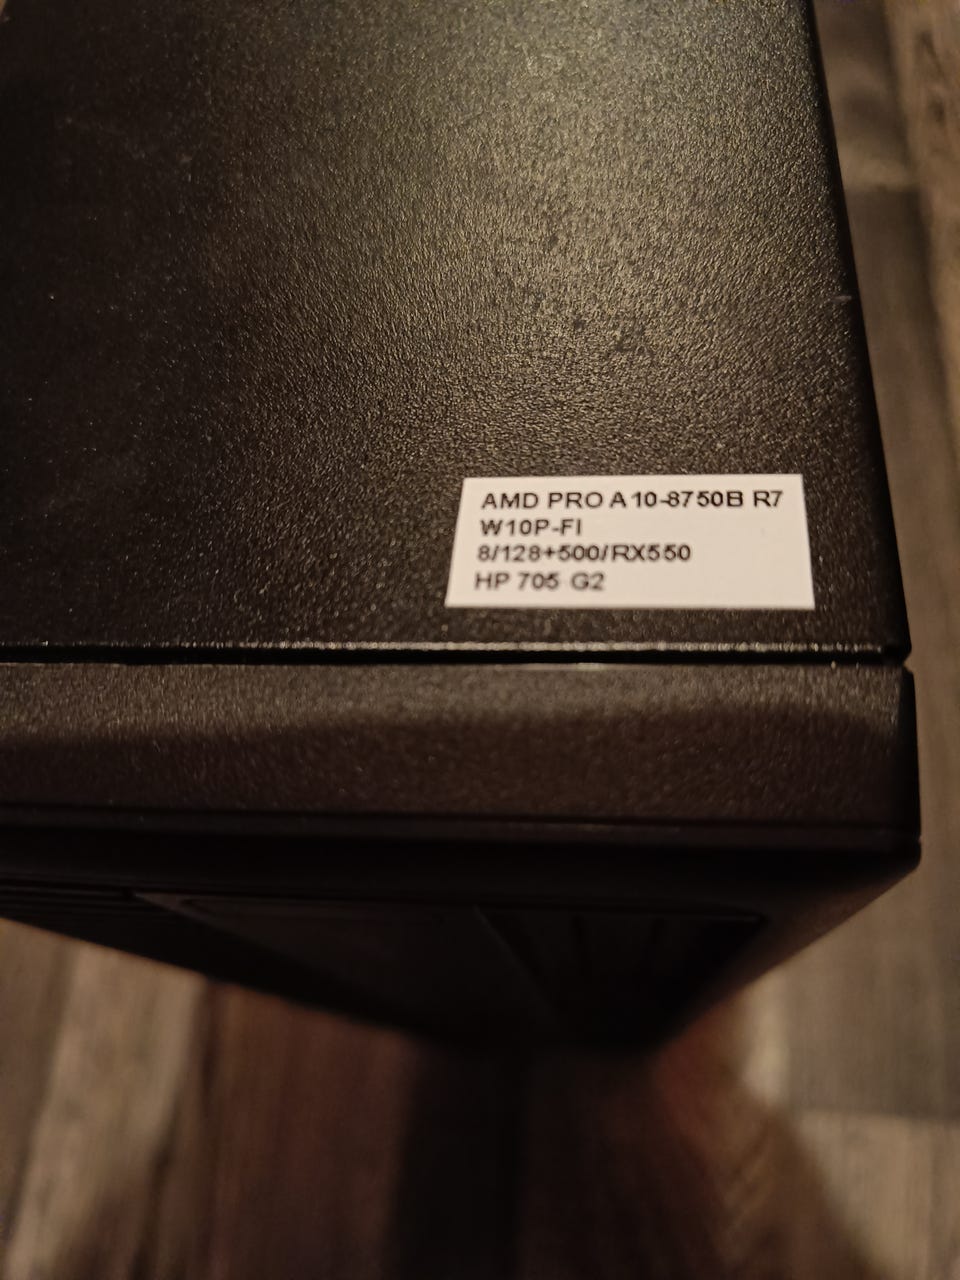 AMD PRO A10-8750B R7
W10P-FI
8/128+500/RX550
HP 705 G2